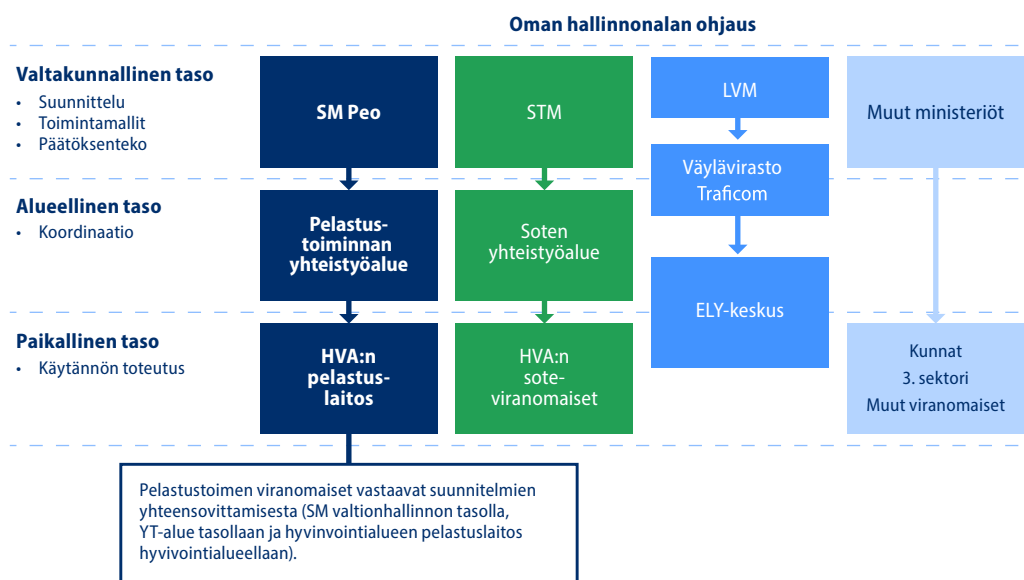 Oman hallinnonalan ohjaus
Valtakunnallinen taso
• Suunnittelu
• Toimintamallit
• Päätöksenteko
SM Peo
STM
LVM
Väylävirasto
Traficom
Muut ministeriöt
Alueellinen taso
• Koordinaatio
Pelastus-
toiminnan
yhteistyöalue
Soten
yhteistyöalue
ELY-keskus
Paikallinen taso
• Käytännön toteutus
HVA:n
pelastus-
laitos
HVA:n
sote-
viranomaiset
Kunnat
3. sektori
Muut viranomaiset
Pelastustoimen viranomaiset vastaavat suunnitelmien
yhteensovittamisesta (SM valtionhallinnon tasolla,
YT-alue tasollaan ja hyvinvointialueen pelastuslaitos
hyvivointialueellaan).